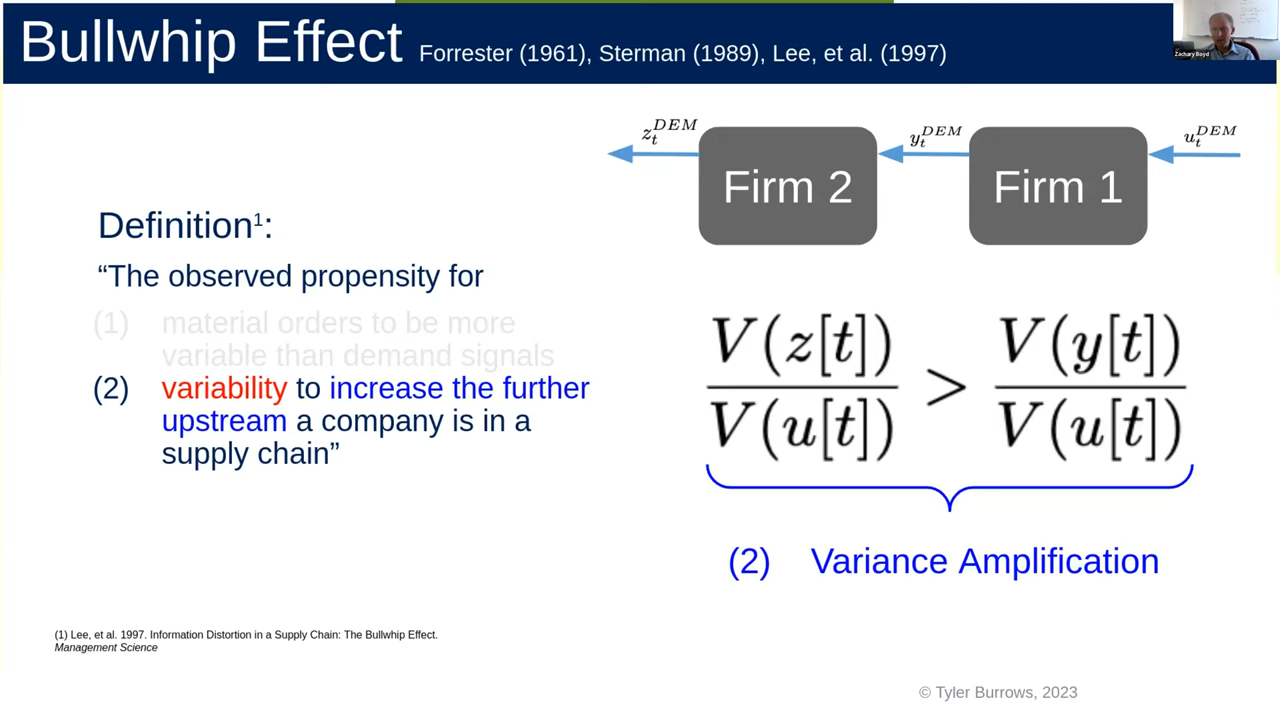 Bullwhip Effect Forrester (1961), Sterman (1989), Lee, et al. (1997)
Zachary Boyd
z_t^{DEM}
y_t^{DEM}
u_t^{DEM}
Firm 2
Firm 1
Definition¹:
“The observed propensity for
(1) material orders to be more
variable than demand signals
(2) variability to increase the further
upstream a company is in a
supply chain”
V(z[t]) / V(u[t]) > V(y[t]) / V(u[t])
(2) Variance Amplification
(1) Lee, et al. 1997. Information Distortion in a Supply Chain: The Bullwhip Effect.
Management Science
© Tyler Burrows, 2023